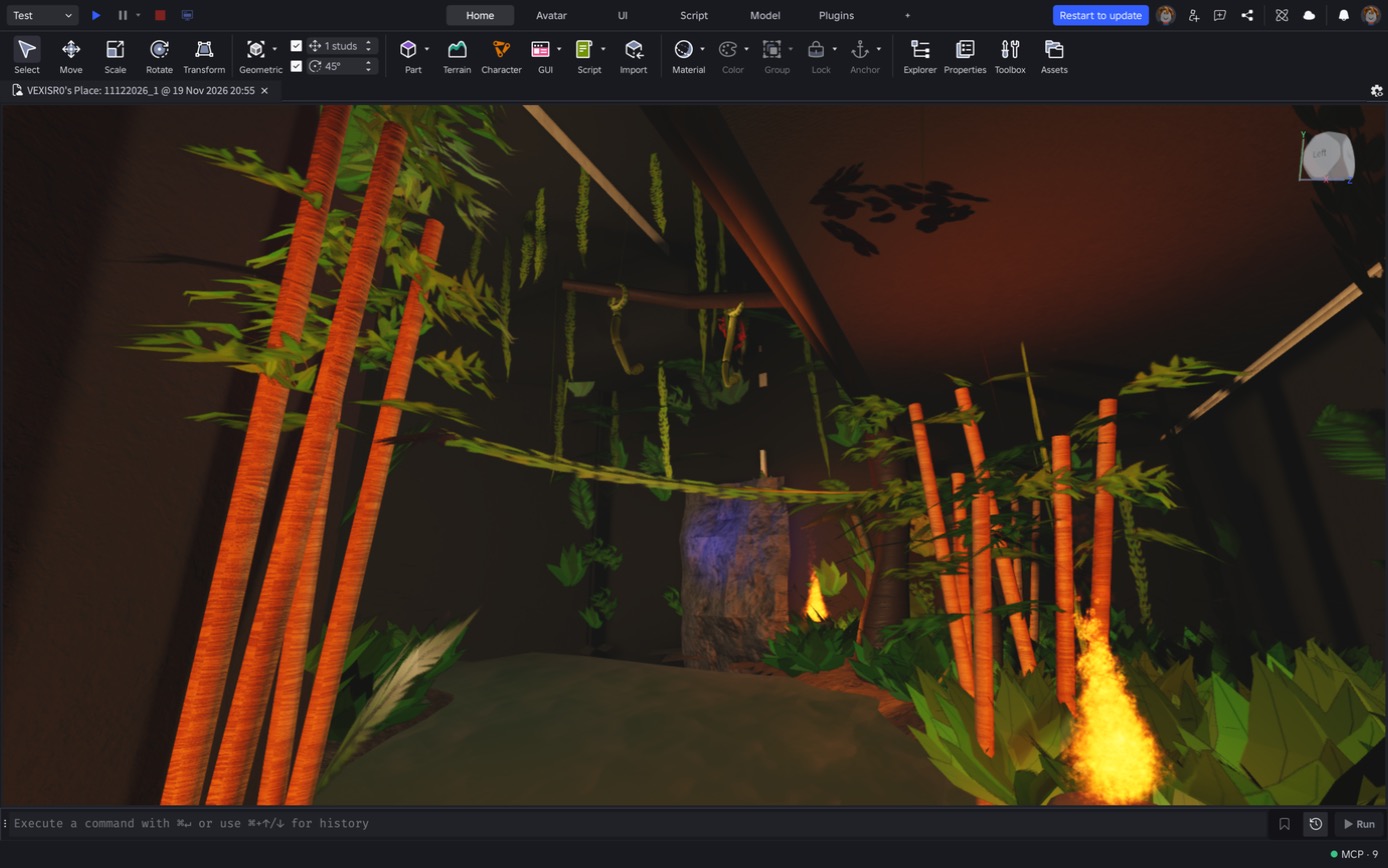 Test
Home Avatar UI Script Model Plugins +
Restart to update
1 studs
45°
Select Move Scale Rotate Transform Geometric Part Terrain Character GUI Script Import Material Color Group Lock Anchor Explorer Properties Toolbox Assets
VEXISR0's Place: 11122026_1 @ 19 Nov 2026 20:55 ×
Y
Left
X
Z
Execute a command with ⌘↵ or use ⌘+↑/↓ for history
Run
MCP · 9